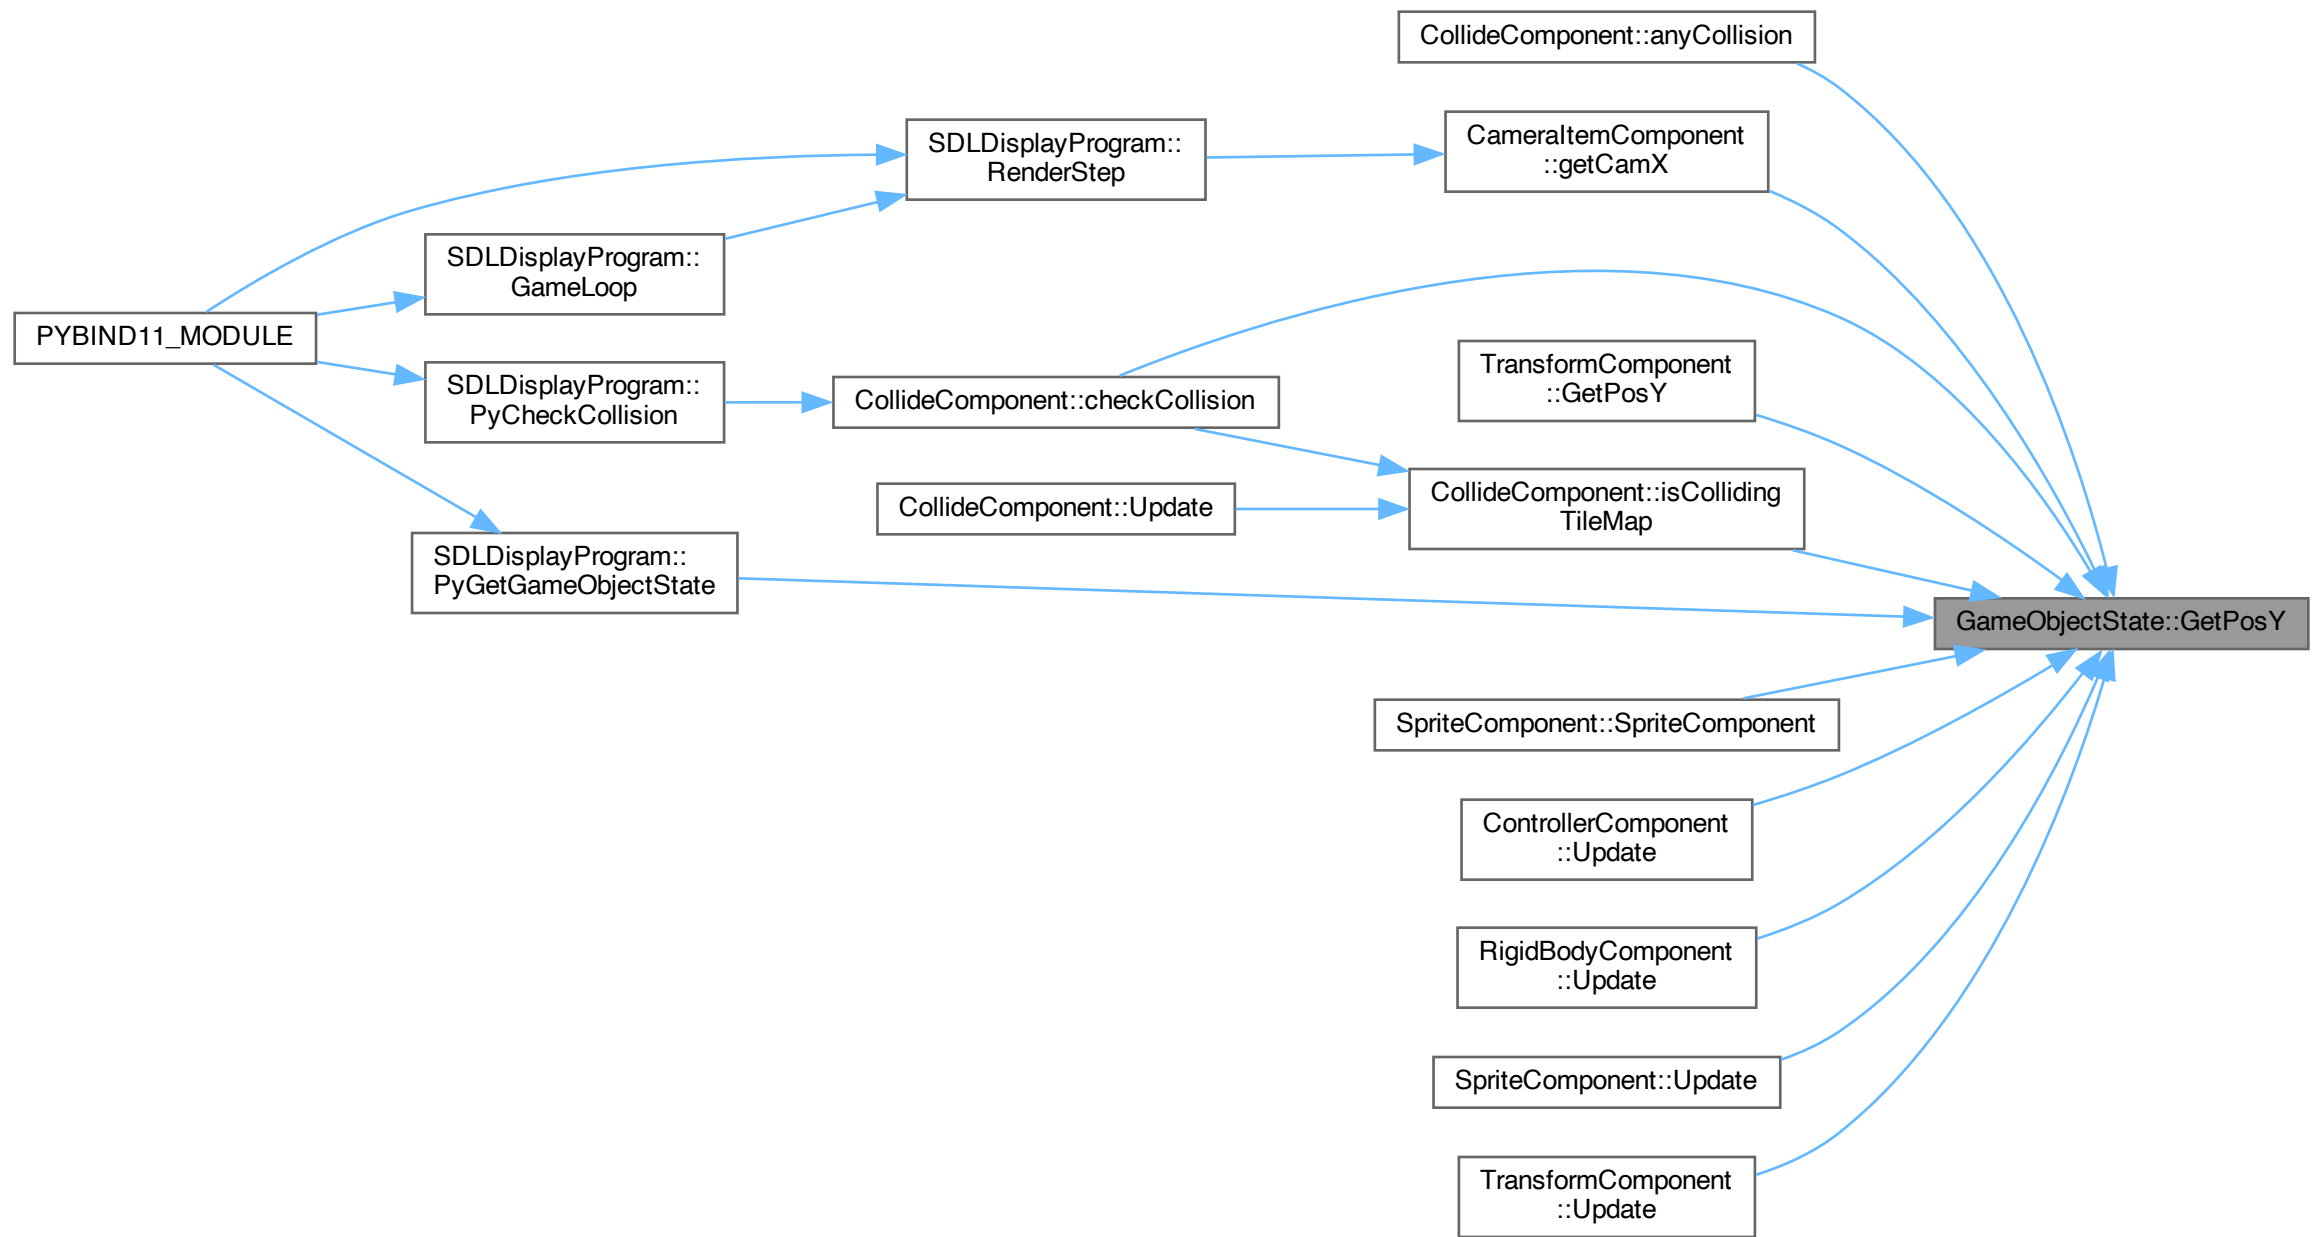 CollideComponent::anyCollision
SDLDisplayProgram::
RenderStep
CameraItemComponent
::getCamX
SDLDisplayProgram::
GameLoop
PYBIND11_MODULE
SDLDisplayProgram::
PyCheckCollision
CollideComponent::checkCollision
TransformComponent
::GetPosY
CollideComponent::Update
CollideComponent::isColliding
TileMap
SDLDisplayProgram::
PyGetGameObjectState
GameObjectState::GetPosY
SpriteComponent::SpriteComponent
ControllerComponent
::Update
RigidBodyComponent
::Update
SpriteComponent::Update
TransformComponent
::Update